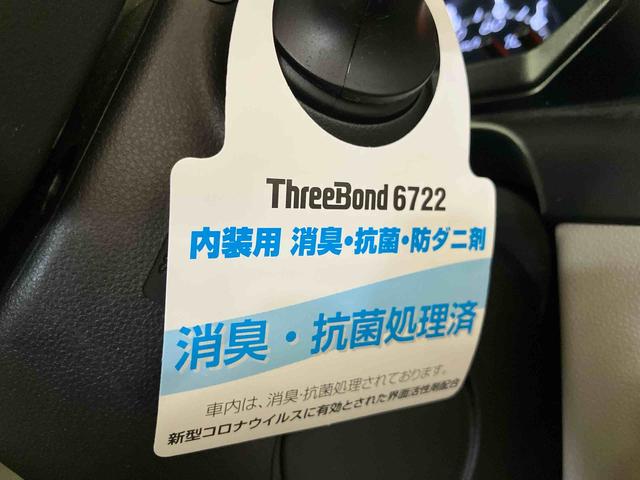 ThreeBond 6722
内装用 消臭・抗菌・防ダニ剤
消臭・抗菌処理済
車内は、消臭・抗菌処理されております。
新型コロナウイルスに有効とされた界面活性剤配合